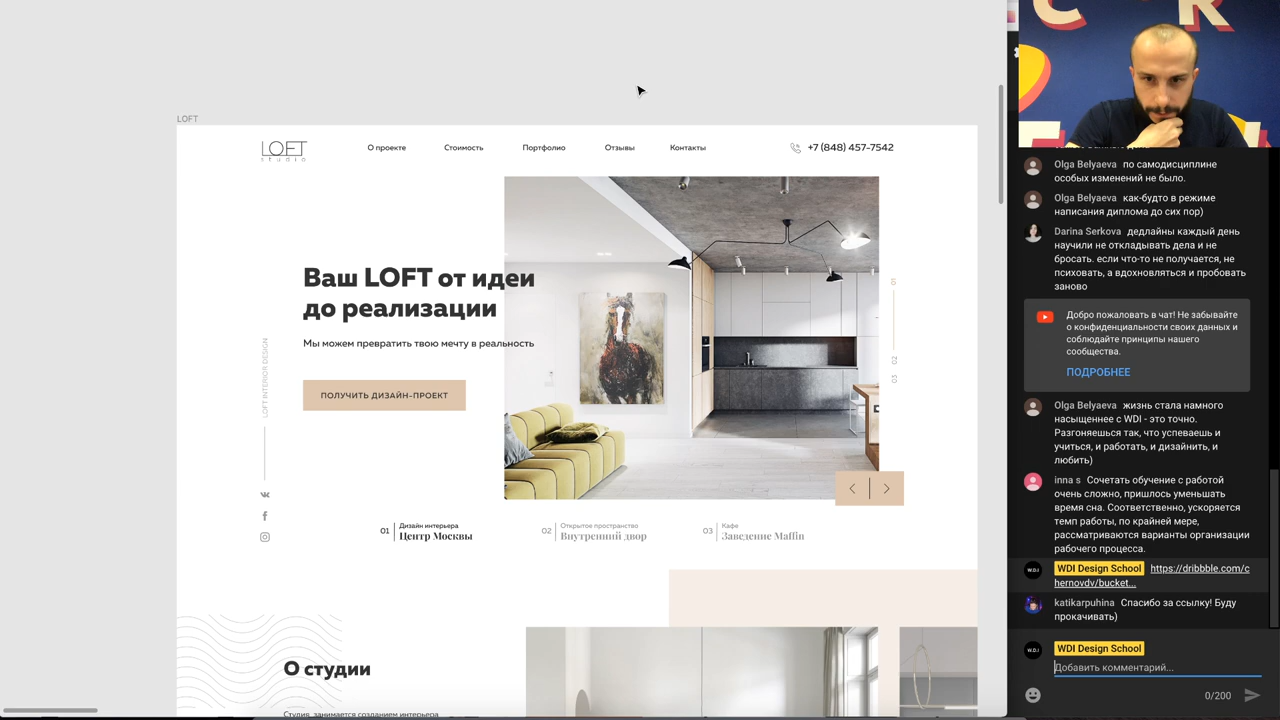 LOFT
LOFT
studio
О проекте
Стоимость
Портфолио
Отзывы
Контакты
+7 (848) 457-7542
Ваш LOFT от идеи
до реализации
Мы можем превратить твою мечту в реальность
ПОЛУЧИТЬ ДИЗАЙН-ПРОЕКТ
LOFT INTERIOR DESIGN
01
02
03
01
Дизайн интерьера
Центр Москвы
02
Открытое пространство
Внутренний двор
03
Кафе
Заведение Maffin
О студии
Студия, занимается созданием интерьера
Olga Belyaeva по самодисциплине
особых изменений не было.
Olga Belyaeva как-будто в режиме
написания диплома до сих пор)
Darina Serkova дедлайны каждый день
научили не откладывать дела и не
бросать. если что-то не получается, не
психовать, а вдохновляться и пробовать
заново
Добро пожаловать в чат! Не забывайте
о конфиденциальности своих данных и
соблюдайте принципы нашего
сообщества.
ПОДРОБНЕЕ
Olga Belyaeva жизнь стала намного
насыщеннее с WDI - это точно.
Разгоняешься так, что успеваешь и
учиться, и работать, и дизайнить, и
любить)
inna s Сочетать обучение с работой
очень сложно, пришлось уменьшать
время сна. Соответственно, ускоряется
темп работы, по крайней мере,
рассматриваются варианты организации
рабочего процесса.
WDI Design School https://dribbble.com/c
hernovdv/bucket...
katikarpuhina Спасибо за ссылку! Буду
прокачивать)
WDI Design School
Добавить комментарий...
0/200